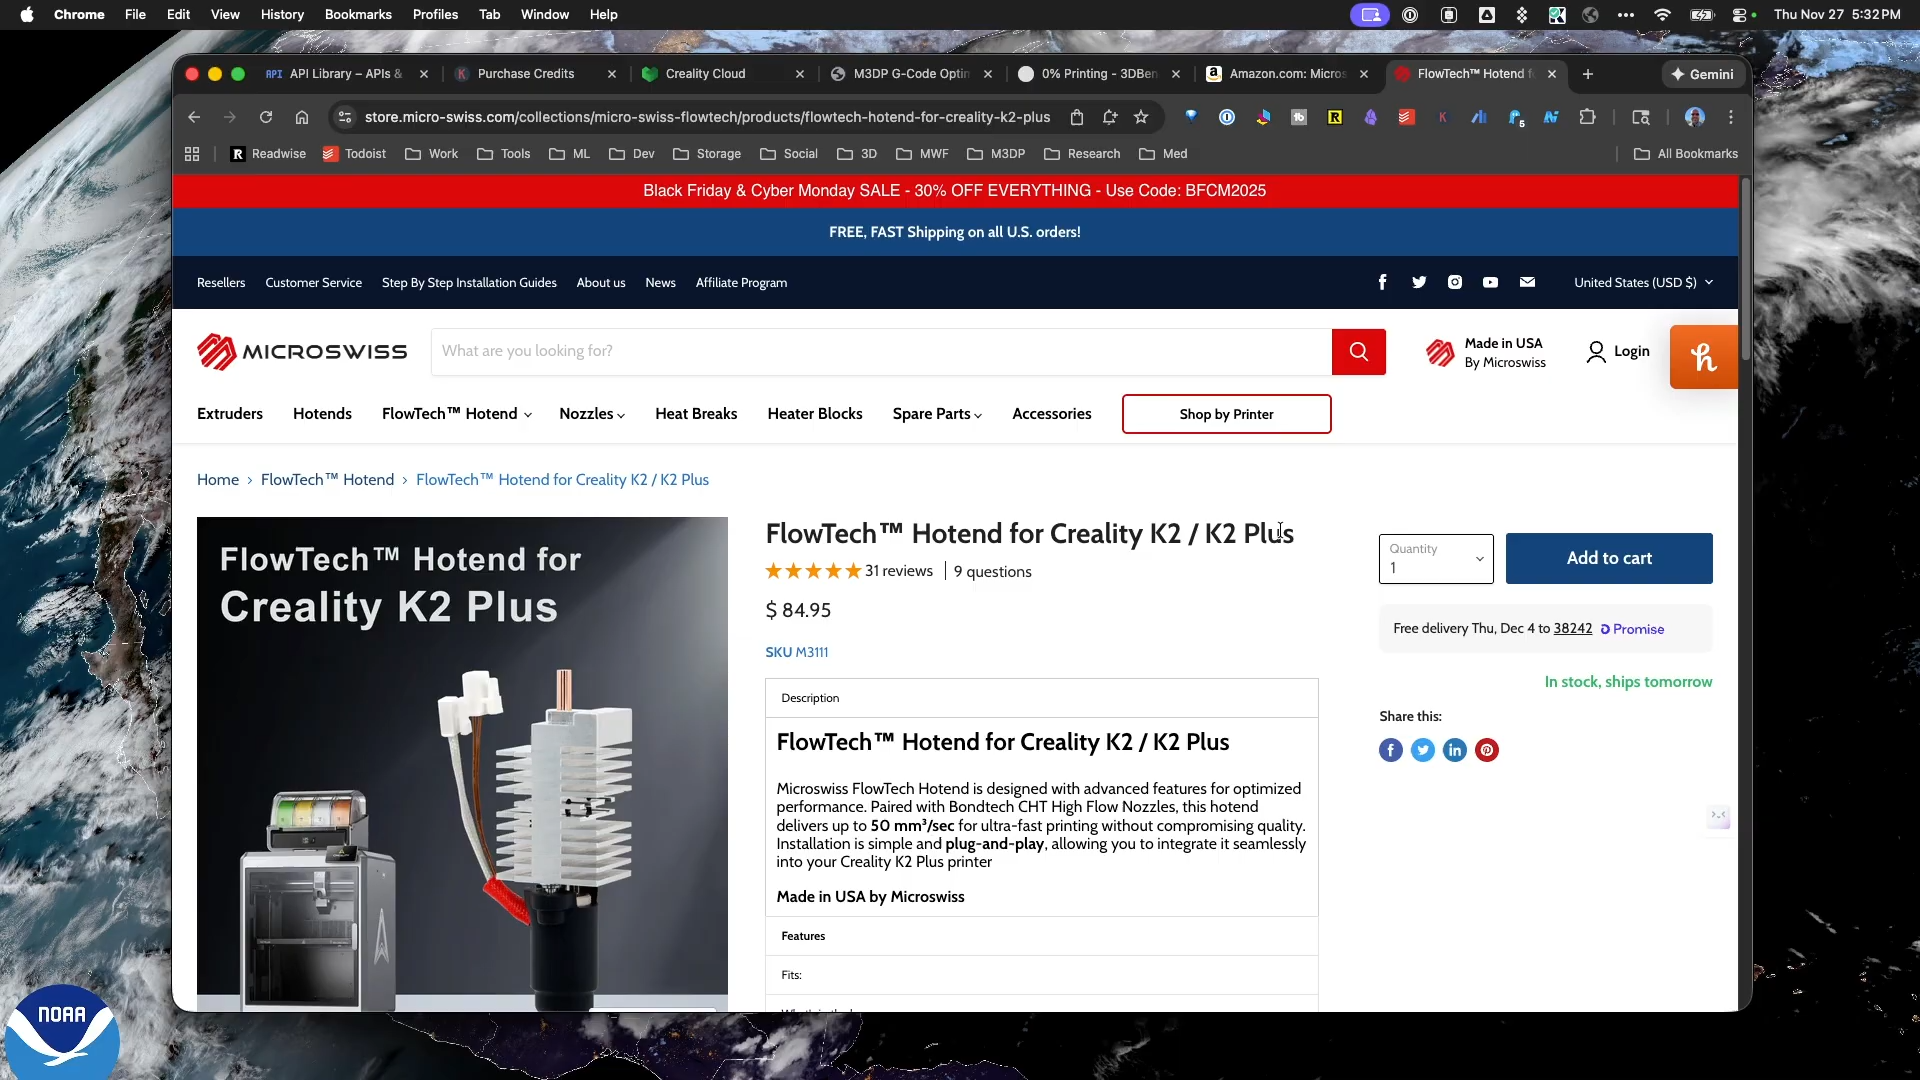 Chrome File Edit View History Bookmarks Profiles Tab Window Help
Thu Nov 27 5:32 PM
API API Library – APIs &
Purchase Credits
Creality Cloud
M3DP G-Code Optim
0% Printing - 3DBen
Amazon.com: Micros
FlowTech™ Hotend f
Gemini
store.micro-swiss.com/collections/micro-swiss-flowtech/products/flowtech-hotend-for-creality-k2-plus
Readwise Todoist Work Tools ML Dev Storage Social 3D MWF M3DP Research Med All Bookmarks
Black Friday & Cyber Monday SALE - 30% OFF EVERYTHING - Use Code: BFCM2025
FREE, FAST Shipping on all U.S. orders!
Resellers Customer Service Step By Step Installation Guides About us News Affiliate Program United States (USD $)
MICROSWISS
What are you looking for?
Made in USA
By Microswiss
Login
Extruders Hotends FlowTech™ Hotend Nozzles Heat Breaks Heater Blocks Spare Parts Accessories Shop by Printer
Home › FlowTech™ Hotend › FlowTech™ Hotend for Creality K2 / K2 Plus
FlowTech™ Hotend for
Creality K2 Plus
FlowTech™ Hotend for Creality K2 / K2 Plus
31 reviews 9 questions
$ 84.95
SKU M3111
Description
FlowTech™ Hotend for Creality K2 / K2 Plus
Microswiss FlowTech Hotend is designed with advanced features for optimized
performance. Paired with Bondtech CHT High Flow Nozzles, this hotend
delivers up to 50 mm³/sec for ultra-fast printing without compromising quality.
Installation is simple and plug-and-play, allowing you to integrate it seamlessly
into your Creality K2 Plus printer
Made in USA by Microswiss
Features
Fits:
Quantity
1
Add to cart
Free delivery Thu, Dec 4 to 38242 Promise
In stock, ships tomorrow
Share this:
NOAA